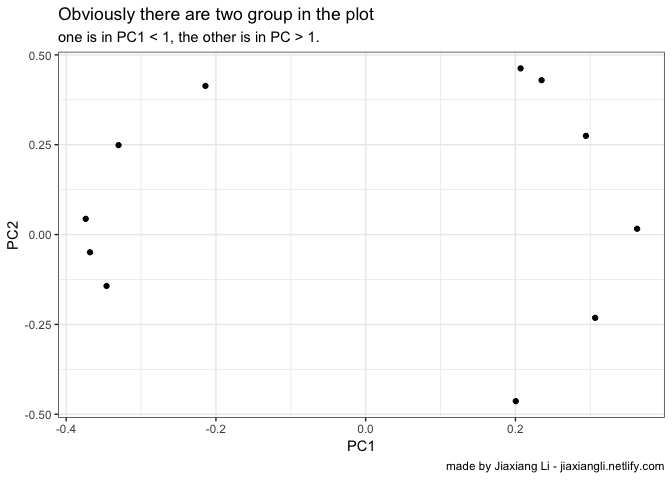 Obviously there are two group in the plot
one is in PC1 < 1, the other is in PC > 1.
0.50
0.25
0.00
-0.25
-0.50
PC2
-0.4
-0.2
0.0
0.2
PC1
made by Jiaxiang Li - jiaxiangli.netlify.com